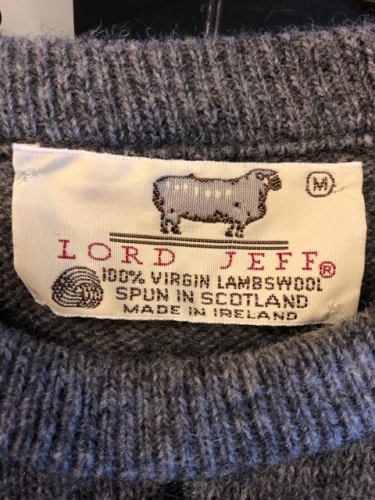 M
LORD JEFF®
100% VIRGIN LAMBSWOOL
SPUN IN SCOTLAND
MADE IN IRELAND